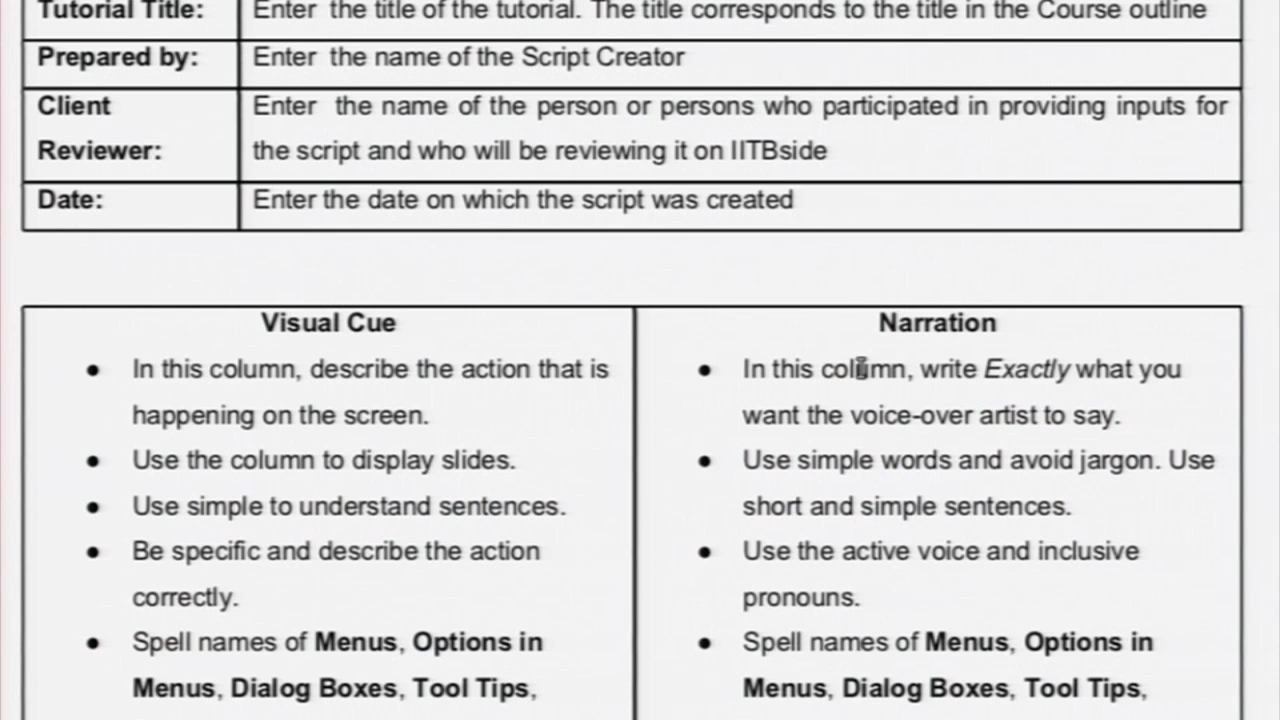 Tutorial Title: Enter the title of the tutorial. The title corresponds to the title in the Course outline
Prepared by: Enter the name of the Script Creator
Client Enter the name of the person or persons who participated in providing inputs for
Reviewer: the script and who will be reviewing it on IITBside
Date: Enter the date on which the script was created
Visual Cue
● In this column, describe the action that is
happening on the screen.
● Use the column to display slides.
● Use simple to understand sentences.
● Be specific and describe the action
correctly.
● Spell names of Menus, Options in
Menus, Dialog Boxes, Tool Tips,
Narration
● In this column, write Exactly what you
want the voice-over artist to say.
● Use simple words and avoid jargon. Use
short and simple sentences.
● Use the active voice and inclusive
pronouns.
● Spell names of Menus, Options in
Menus, Dialog Boxes, Tool Tips,